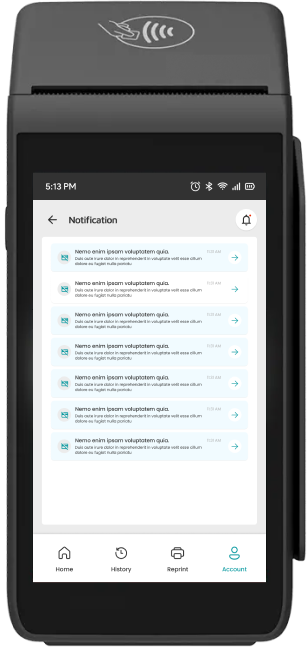 5:13 PM
Notification
Nemo enim ipsam voluptatem quia.
11:31 AM
Duis aute irure dolor in reprehenderit in voluptate velit esse cillum
dolore eu fugiat nulla pariatu
Nemo enim ipsam voluptatem quia.
11:31 AM
Duis aute irure dolor in reprehenderit in voluptate velit esse cillum
dolore eu fugiat nulla pariatu
Nemo enim ipsam voluptatem quia.
11:31 AM
Duis aute irure dolor in reprehenderit in voluptate velit esse cillum
dolore eu fugiat nulla pariatu
Nemo enim ipsam voluptatem quia.
11:31 AM
Duis aute irure dolor in reprehenderit in voluptate velit esse cillum
dolore eu fugiat nulla pariatu
Nemo enim ipsam voluptatem quia.
11:31 AM
Duis aute irure dolor in reprehenderit in voluptate velit esse cillum
dolore eu fugiat nulla pariatu
Nemo enim ipsam voluptatem quia.
11:31 AM
Duis aute irure dolor in reprehenderit in voluptate velit esse cillum
dolore eu fugiat nulla pariatu
Nemo enim ipsam voluptatem quia.
11:31 AM
Duis aute irure dolor in reprehenderit in voluptate velit esse cillum
dolore eu fugiat nulla pariatu
Home
History
Reprint
Account